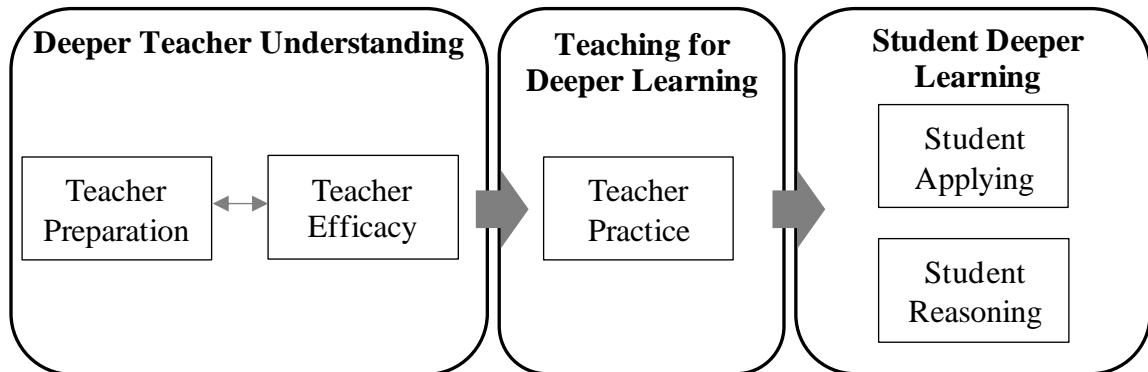 Deeper Teacher Understanding
Teacher
Preparation
Teacher
Efficacy
Teaching for
Deeper Learning
Teacher
Practice
Student Deeper
Learning
Student
Applying
Student
Reasoning